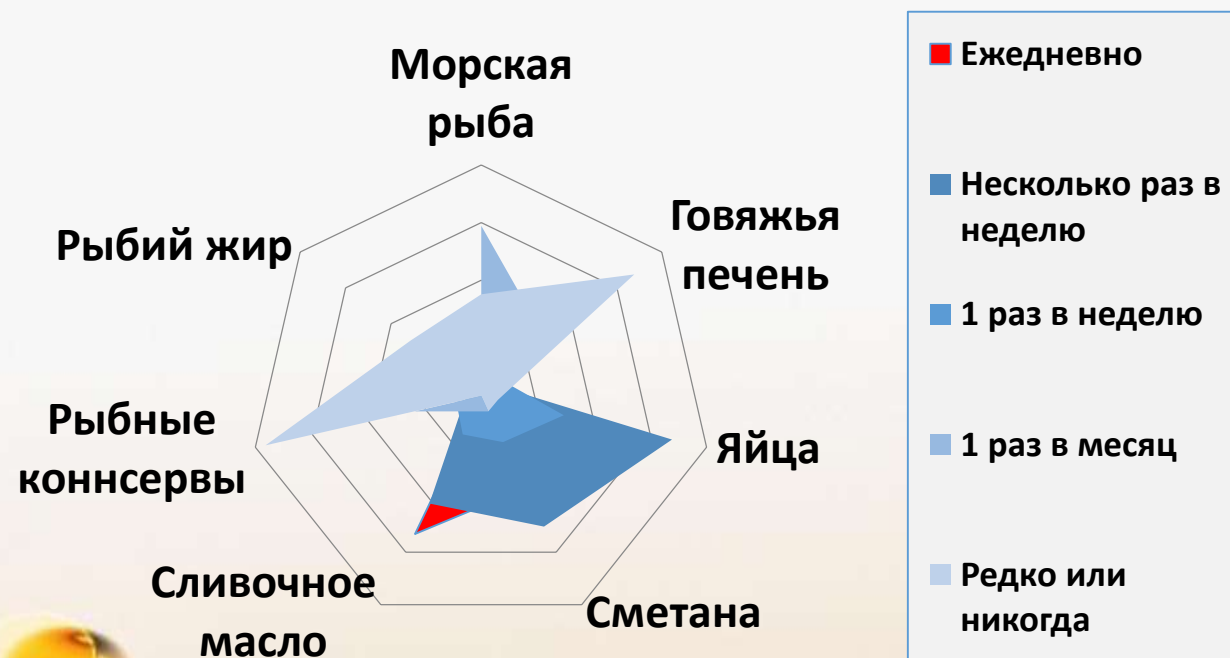 Морская
рыба
Говяжья
печень
Яйца
Сметана
Сливочное
масло
Рыбные
коннсервы
Рыбий жир
Ежедневно
Несколько раз в
неделю
1 раз в неделю
1 раз в месяц
Редко или
никогда